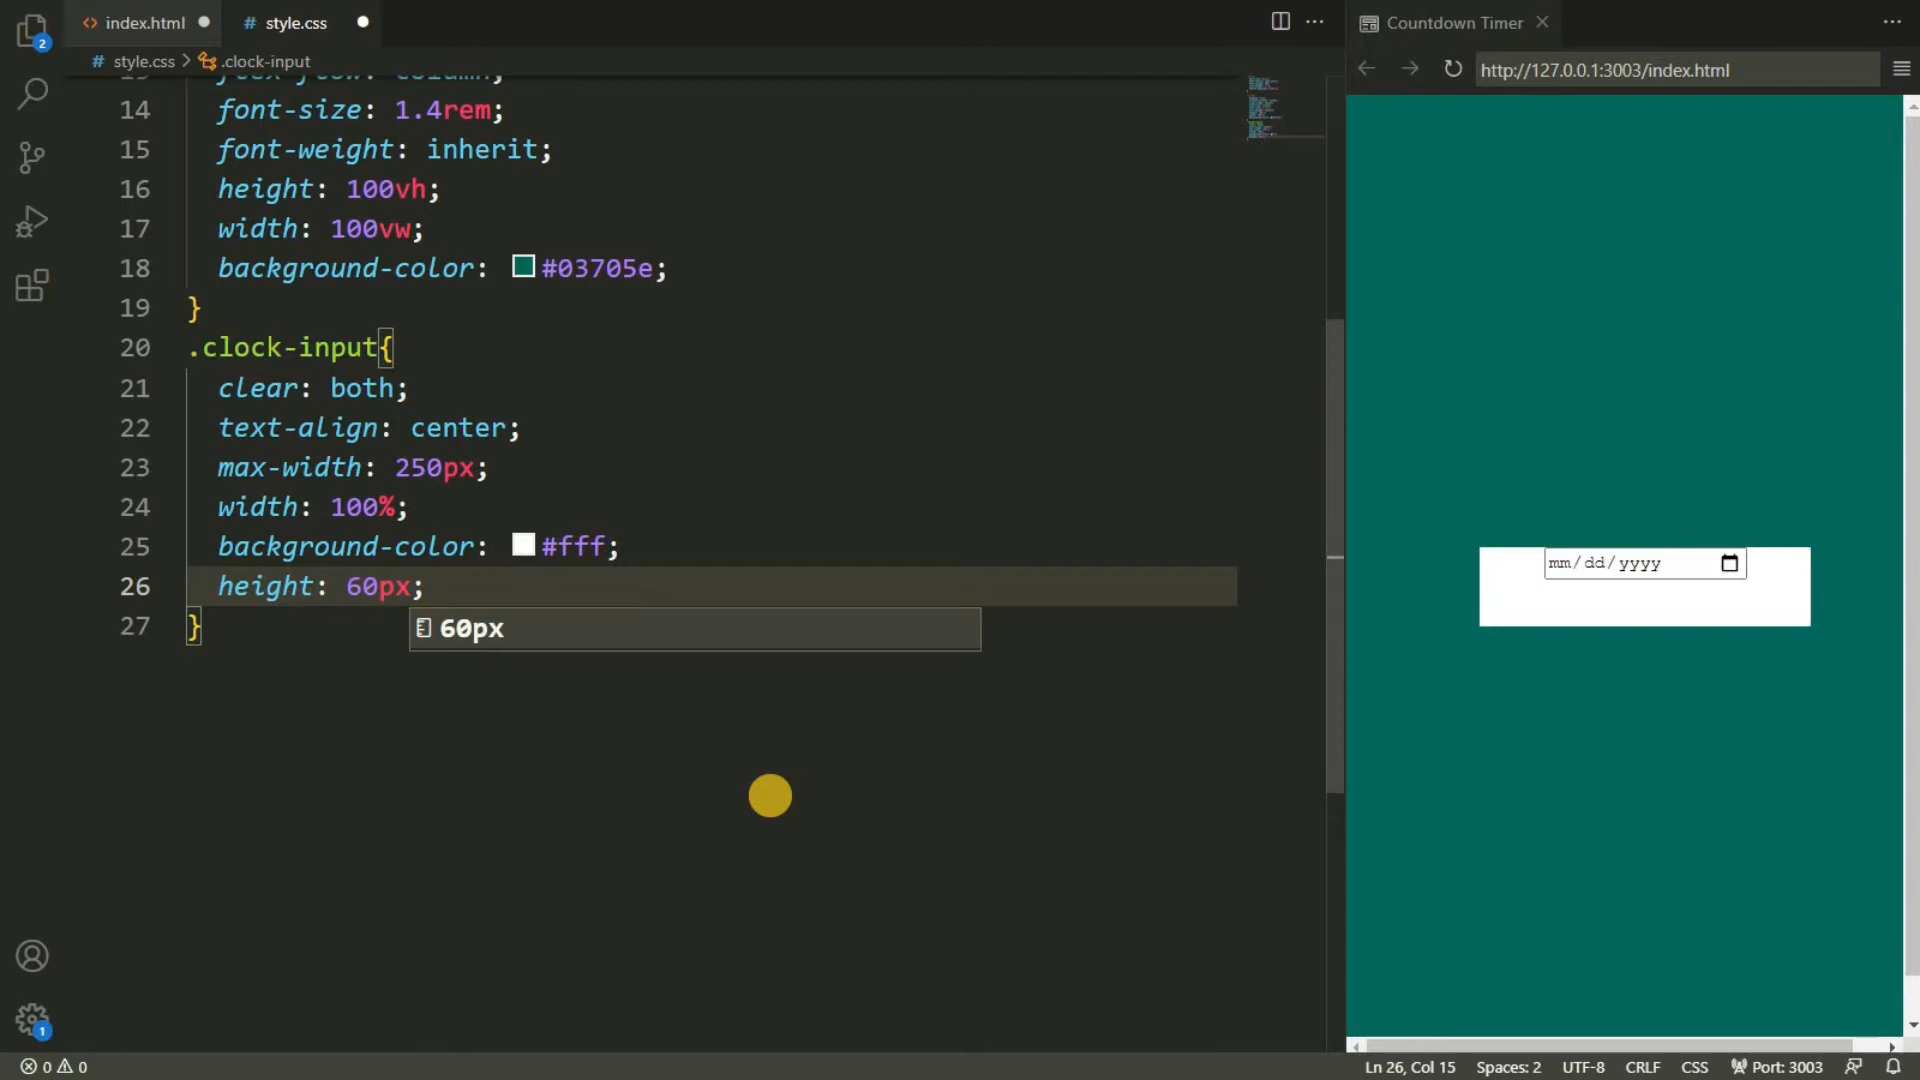 index.html
style.css
Countdown Timer
style.css > .clock-input
http://127.0.0.1:3003/index.html
14 font-size: 1.4rem;
15 font-weight: inherit;
16 height: 100vh;
17 width: 100vw;
18 background-color: #03705e;
19 }
20 .clock-input{
21 clear: both;
22 text-align: center;
23 max-width: 250px;
24 width: 100%;
25 background-color: #fff;
26 height: 60px;
27 }
60px
mm/dd/yyyy
2
1
0 0
Ln 26, Col 15
Spaces: 2
UTF-8
CRLF
CSS
Port: 3003